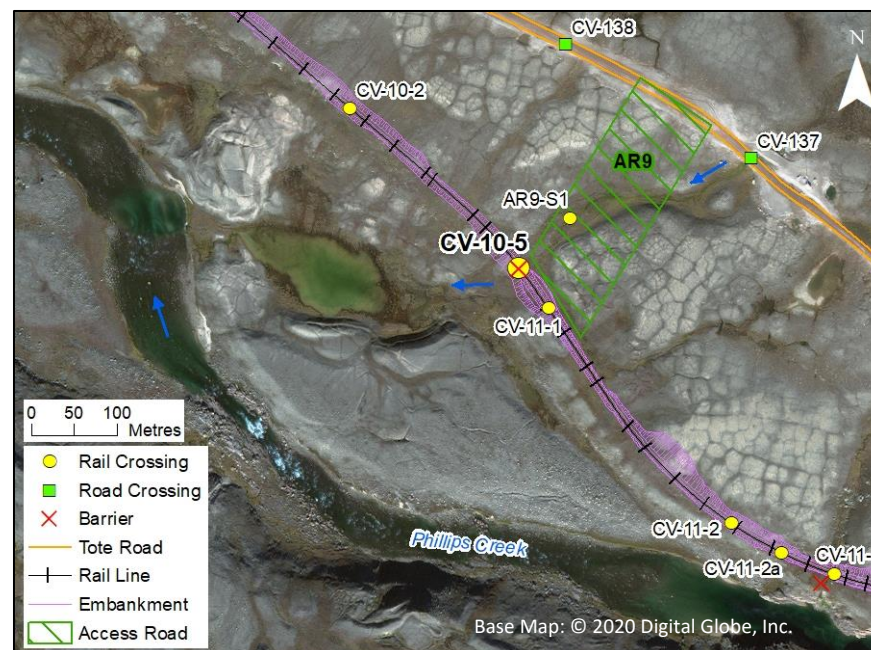 CV-138
N
CV-10-2
CV-137
AR9
AR9-S1
CV-10-5
CV-11-1
0 50 100
Metres
Rail Crossing
Road Crossing
Barrier
Tote Road
Rail Line
Embankment
Access Road
Phillips Creek
CV-11-2
CV-11-2a
CV-11-
Base Map: © 2020 Digital Globe, Inc.